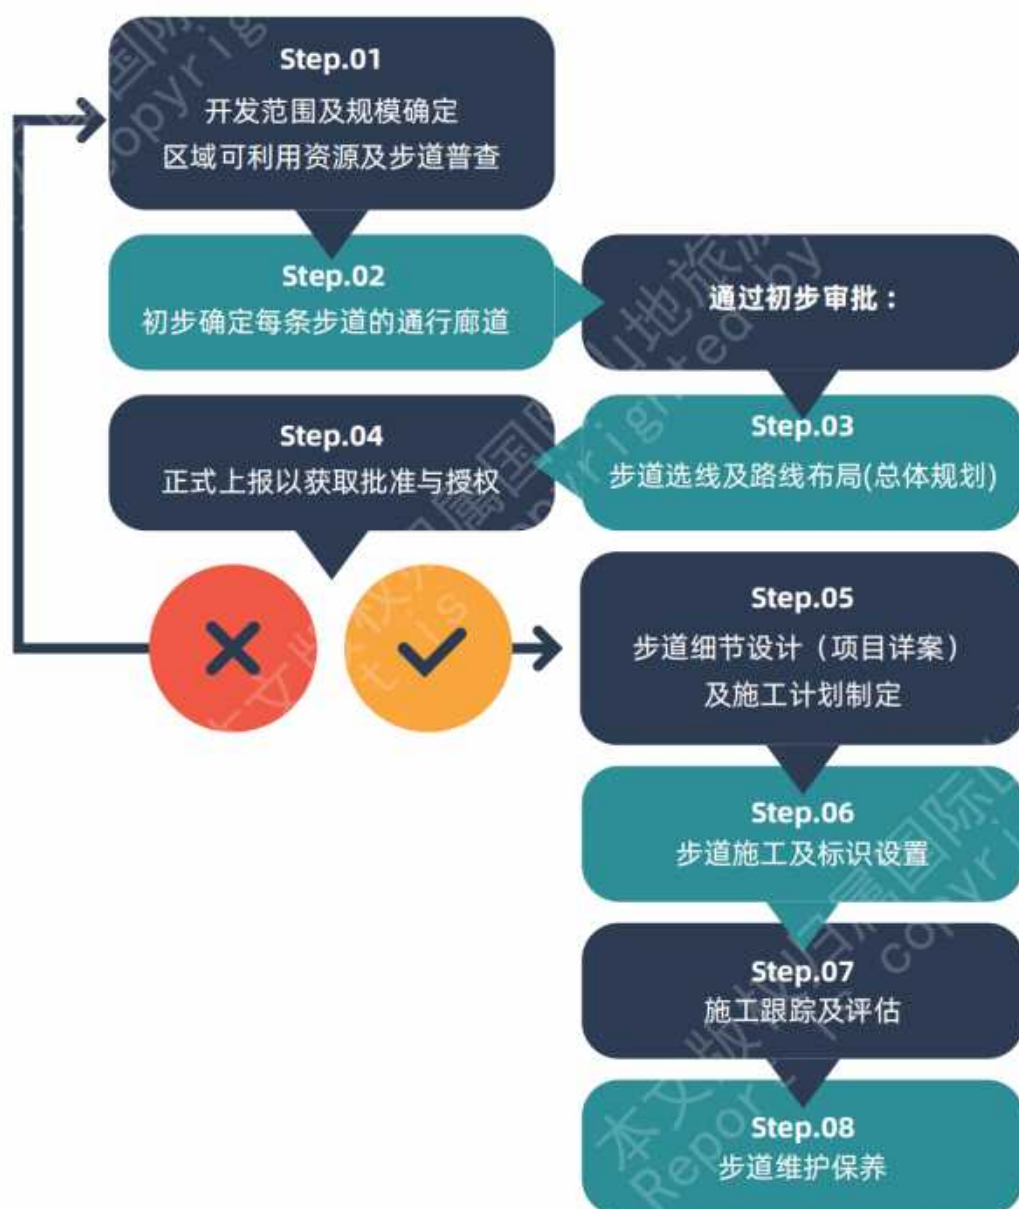 Step.01
开发范围及规模确定
区域可利用资源及步道普查
Step.02
初步确定每条步道的通行廊道
通过初步审批：
Step.03
步道选线及路线布局(总体规划)
Step.04
正式上报以获取批准与授权
Step.05
步道细节设计（项目详案）
及施工计划制定
Step.06
步道施工及标识设置
Step.07
施工跟踪及评估
Step.08
步道维护保养